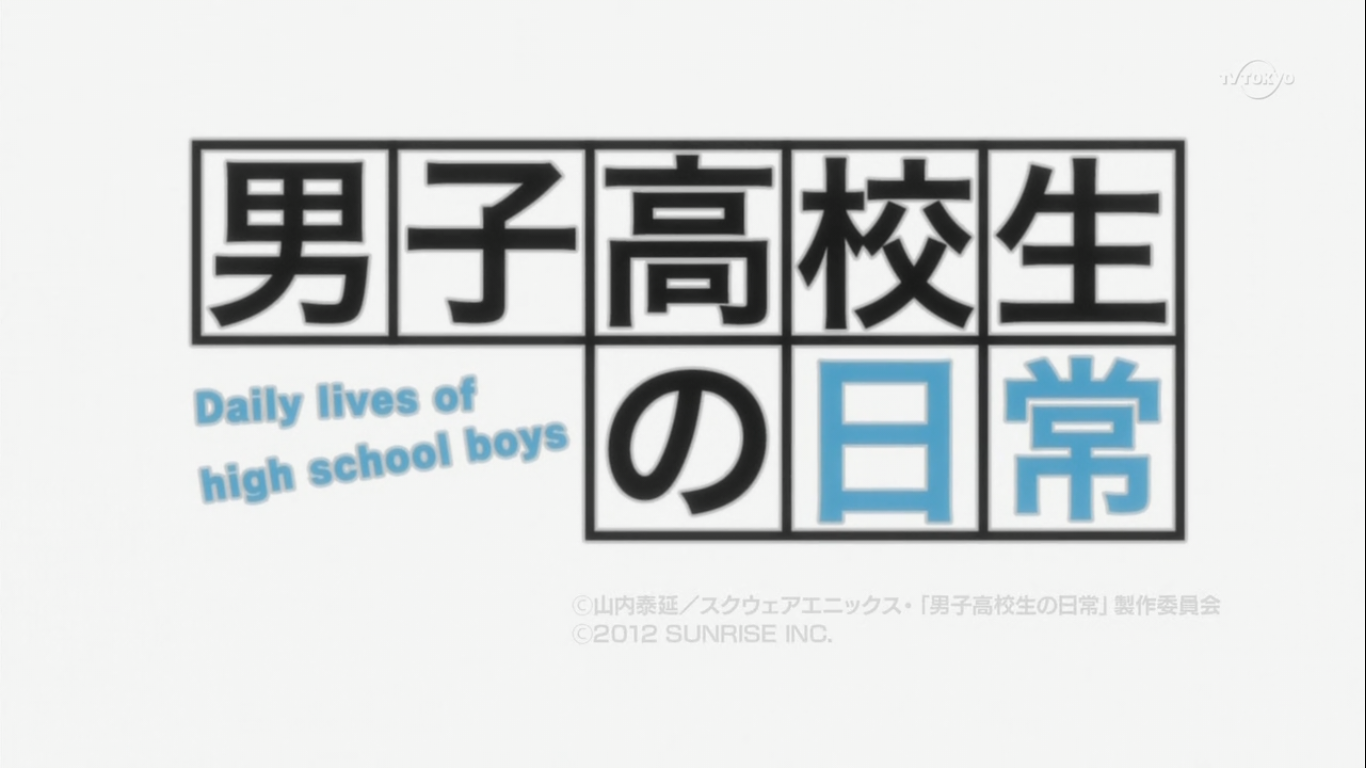 TV TOKYO
男子高校生
の日常
Daily lives of
high school boys
©山内泰延／スクウェアエニックス・「男子高校生の日常」製作委員会
©2012 SUNRISE INC.